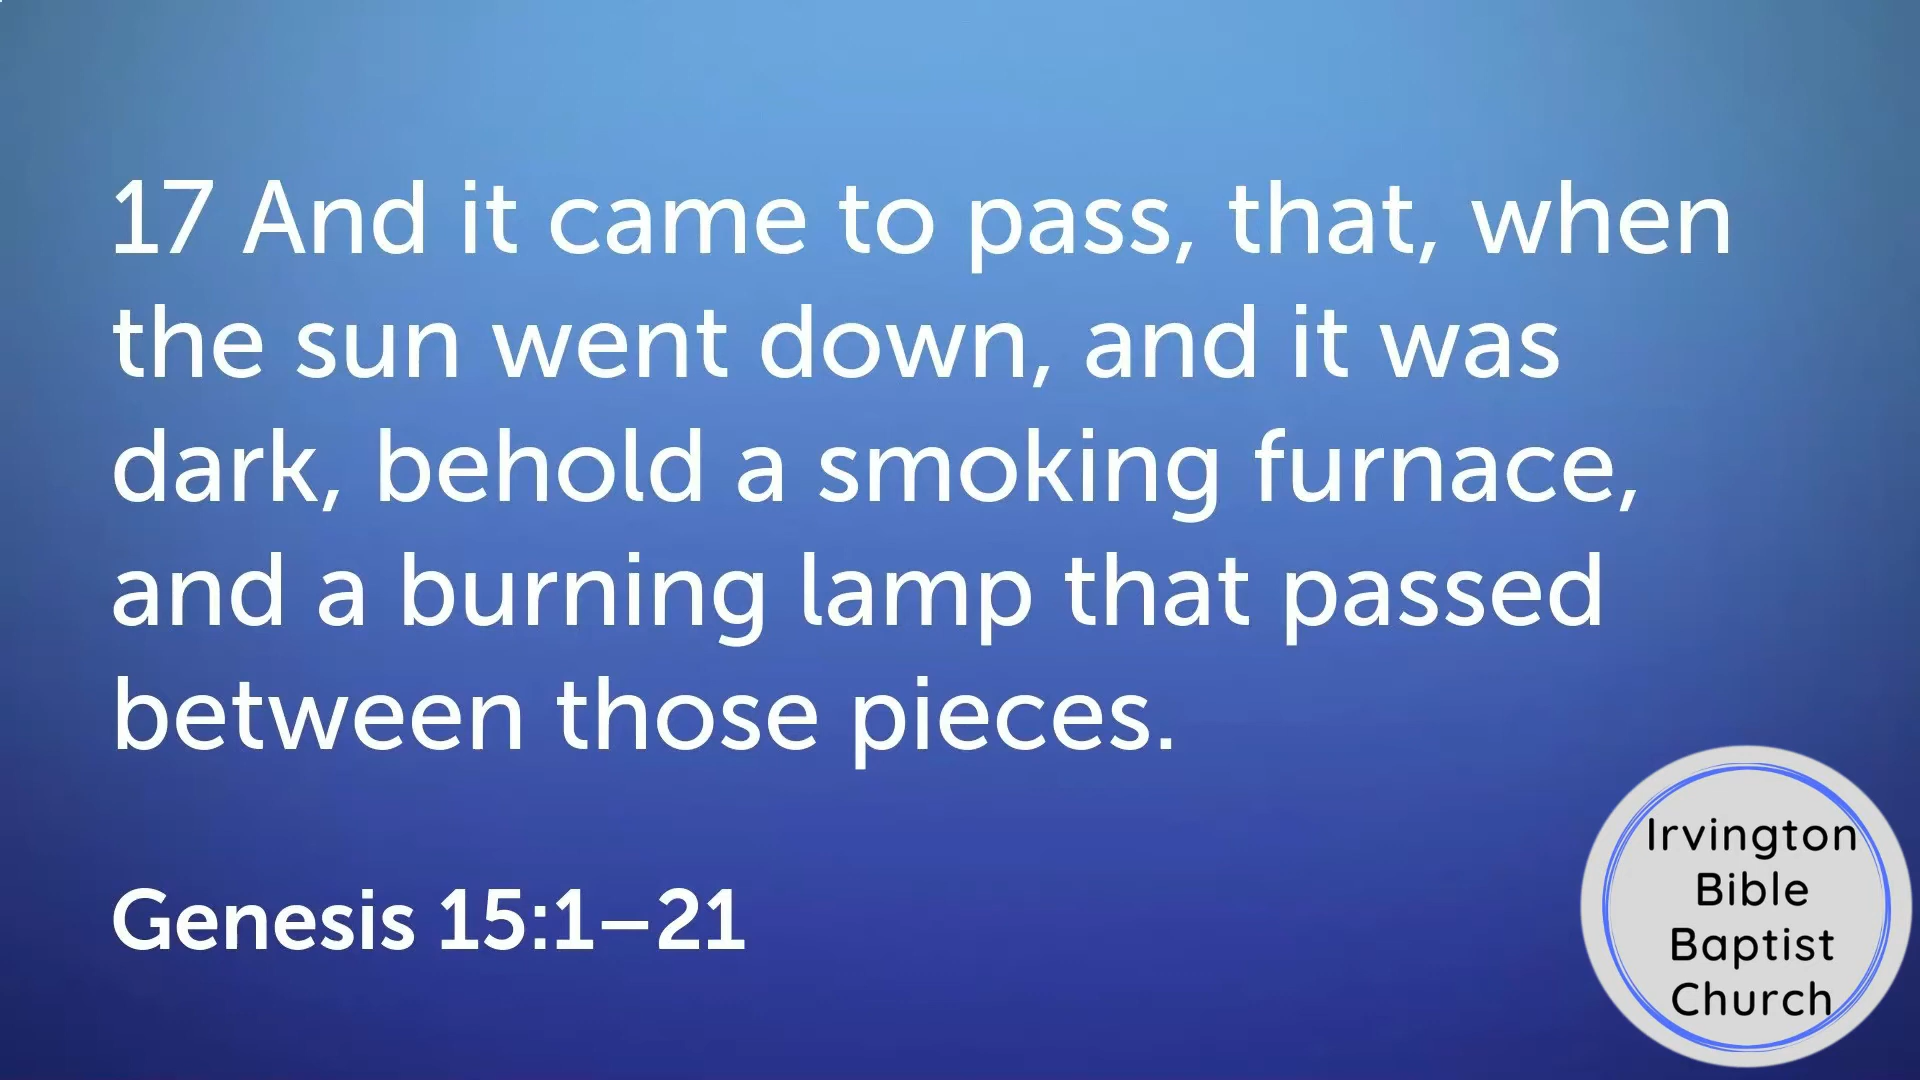 17 And it came to pass, that, when
the sun went down, and it was
dark, behold a smoking furnace,
and a burning lamp that passed
between those pieces.
Genesis 15:1–21
Irvington
Bible
Baptist
Church